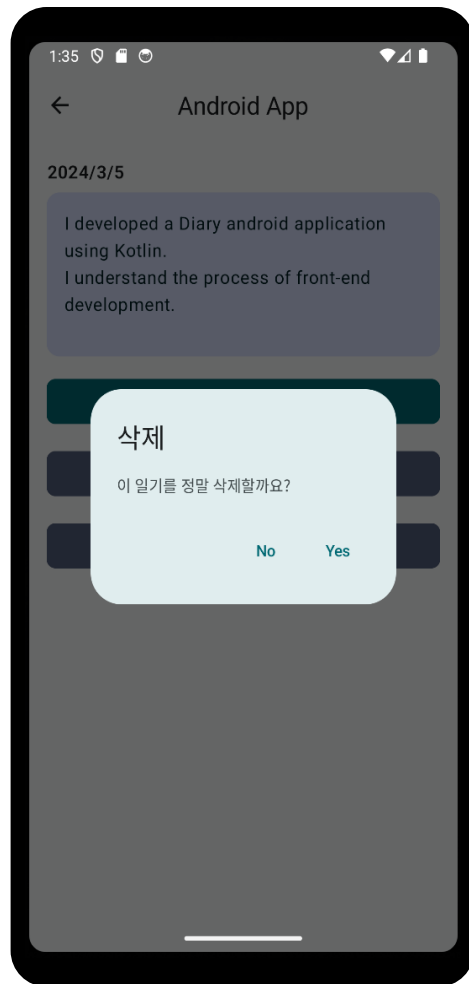 1:35
Android App
2024/3/5
I developed a Diary android application
using Kotlin.
I understand the process of front-end
development.
삭제
이 일기를 정말 삭제할까요?
No Yes